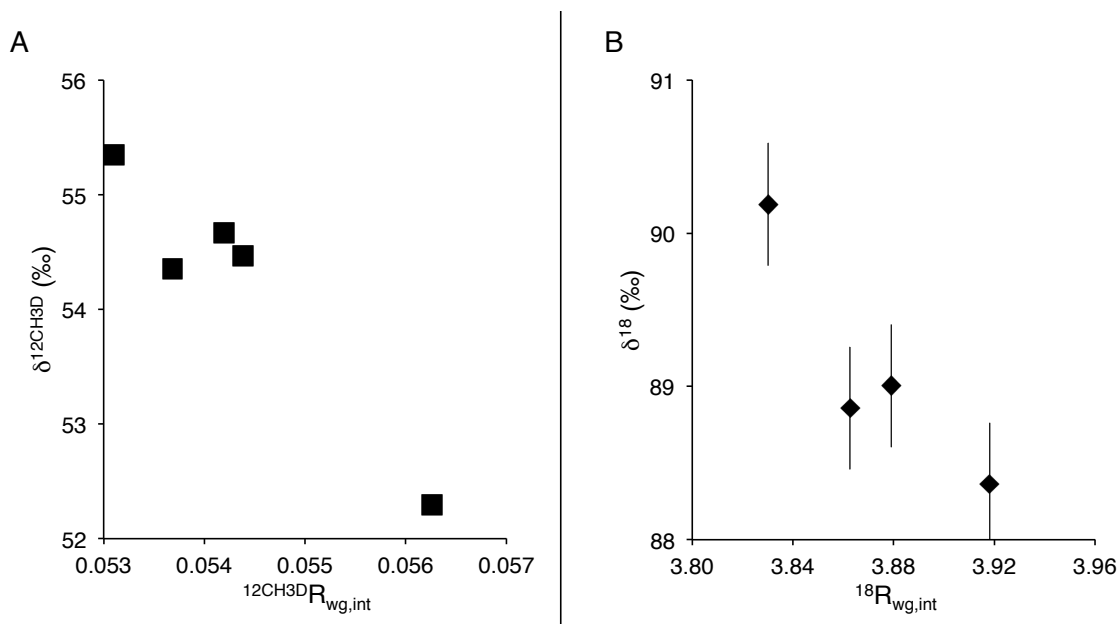 A
56
55
54
53
52
δ12CH3D (‰)
0.053 0.054 0.055 0.056 0.057
12CH3DRwg,int
B
91
90
89
88
δ18 (‰)
3.80 3.84 3.88 3.92 3.96
18Rwg,int